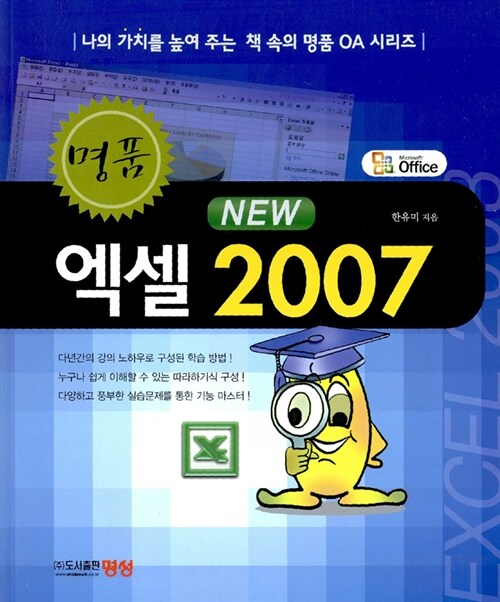 | 나의 가치를 높여 주는 책 속의 명품 OA 시리즈 |
명품
Microsoft
Office
NEW
한유미 지음
엑셀 2007
다년간의 강의 노하우로 구성된 학습 방법!
누구나 쉽게 이해할 수 있는 따라하기식 구성!
다양하고 풍부한 실습문제를 통한 기능 마스터!
EXCEL 2003
(주)도서출판 명성